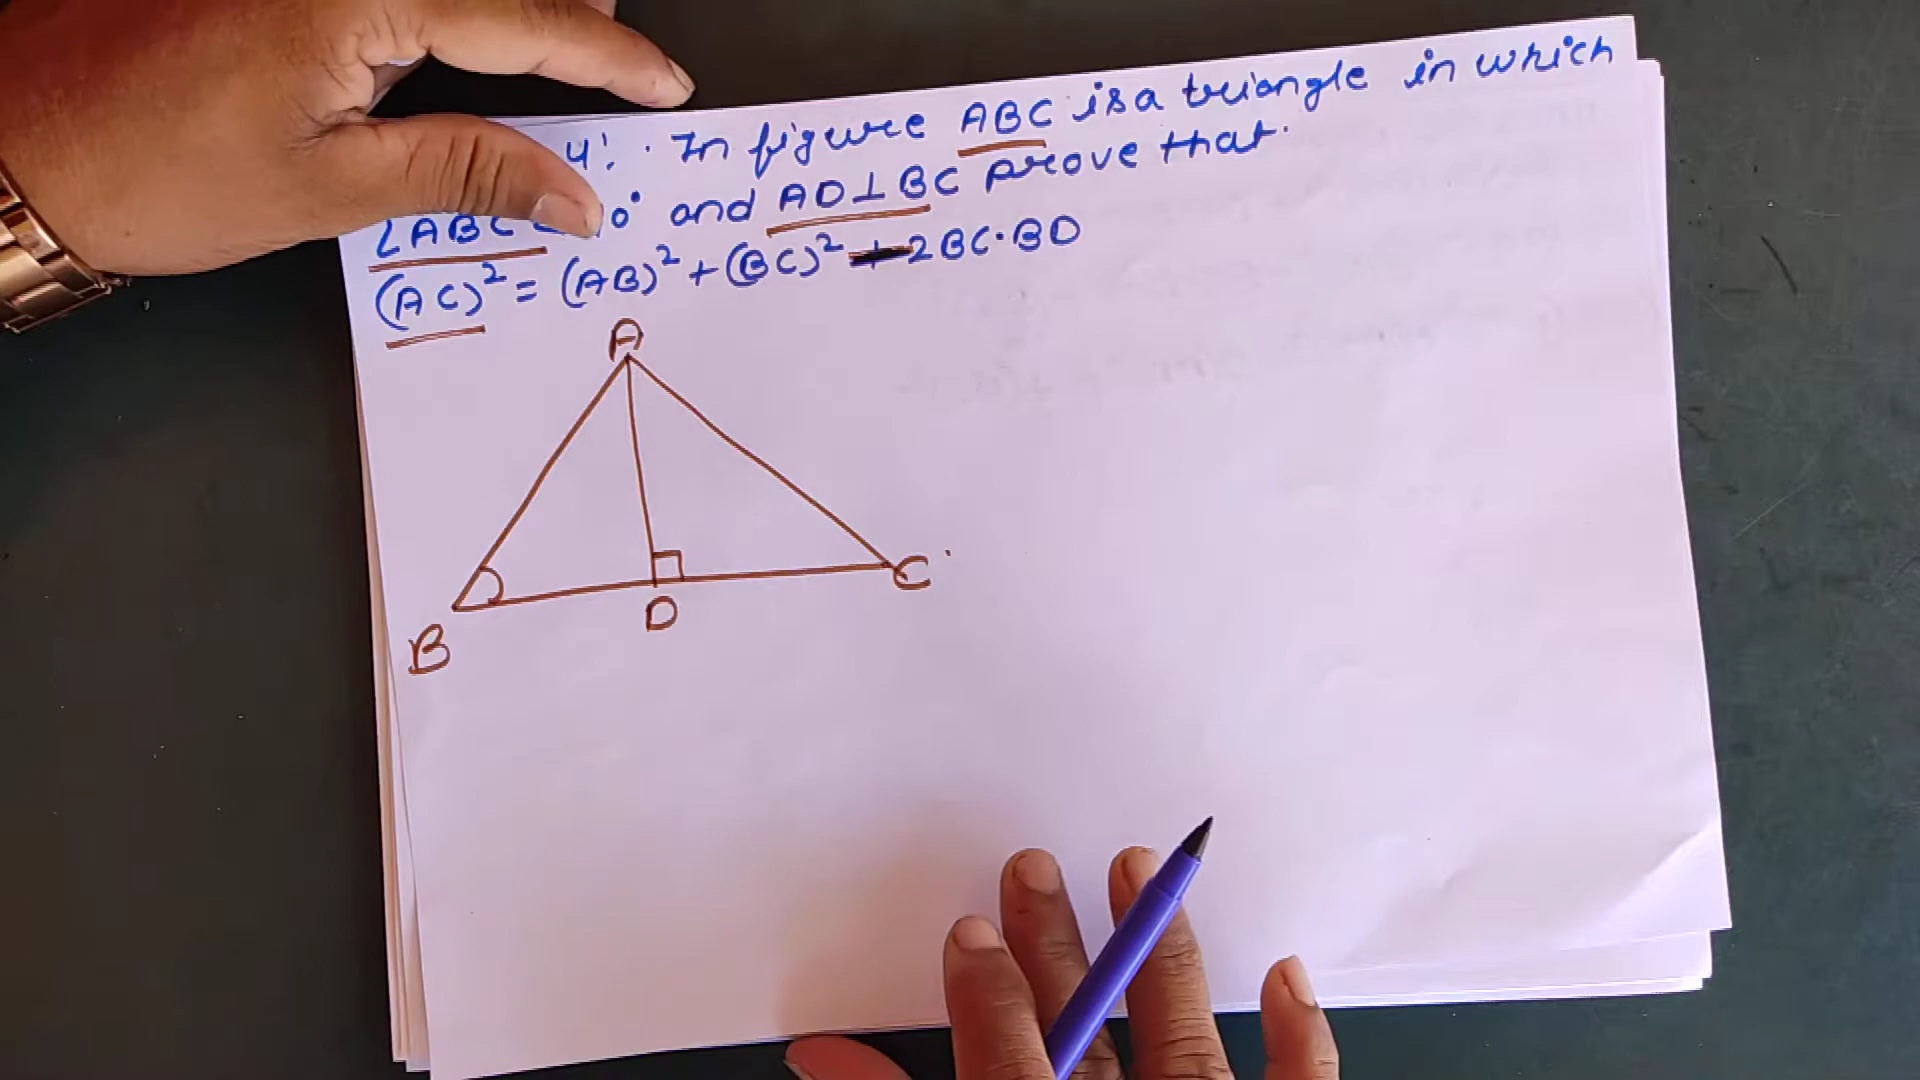 4: In figure ABC is a triangle in which
∠ABC 0° and AD⊥BC prove that.
(AC)² = (AB)² + (BC)² - 2BC·BD
A
B
D
C